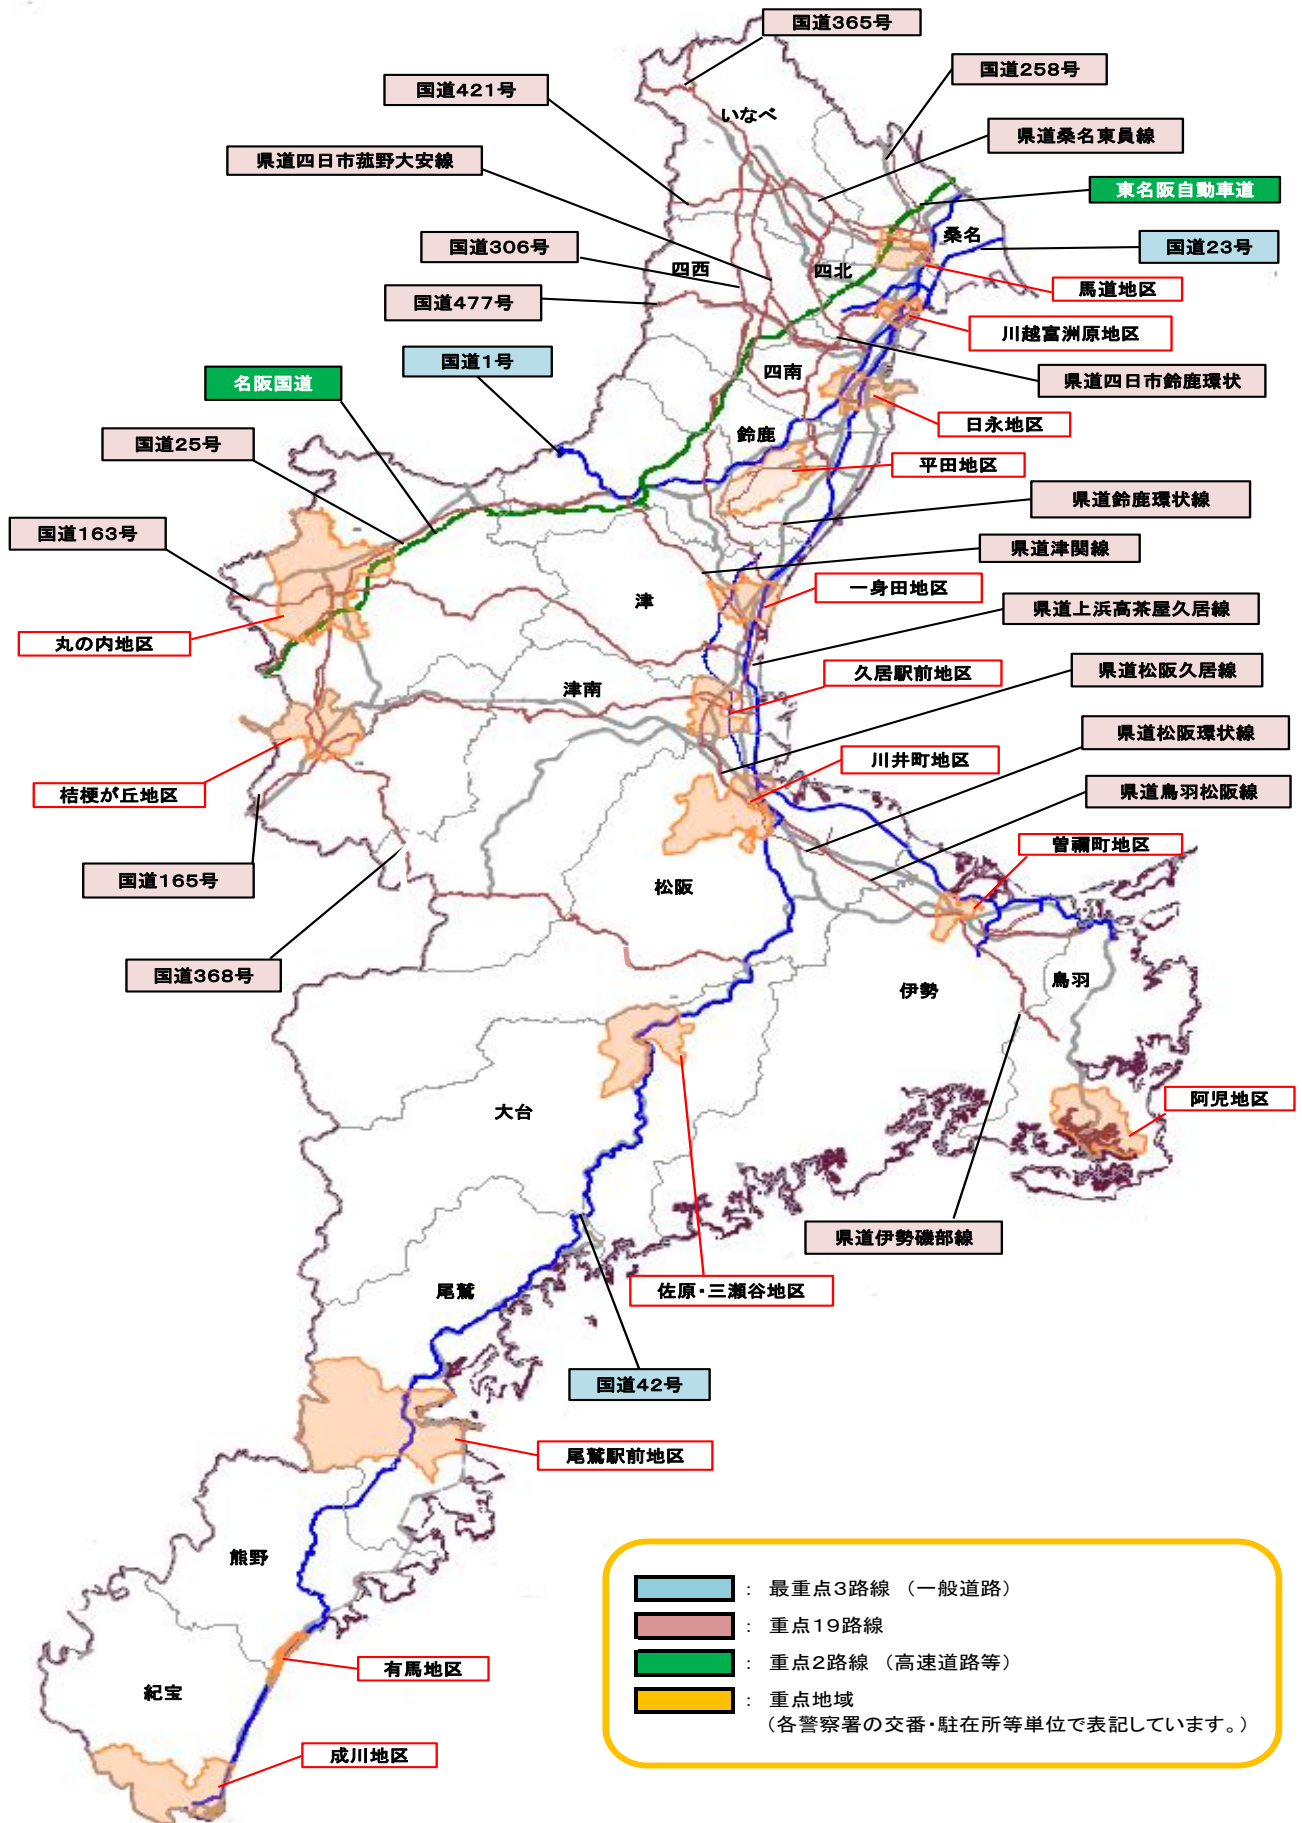 国道365号
国道258号
国道421号
いなべ
県道桑名東員線
県道四日市菰野大安線
東名阪自動車道
桑名
国道23号
国道306号
四西
四北
馬道地区
国道477号
川越富洲原地区
国道1号
四南
県道四日市鈴鹿環状
名阪国道
日永地区
国道25号
鈴鹿
平田地区
県道鈴鹿環状線
国道163号
県道津関線
一身田地区
津
県道上浜高茶屋久居線
丸の内地区
久居駅前地区
県道松阪久居線
津南
県道松阪環状線
川井町地区
桔梗が丘地区
県道鳥羽松阪線
曽禰町地区
国道165号
松阪
国道368号
伊勢
鳥羽
大台
阿児地区
県道伊勢磯部線
尾鷲
佐原・三瀬谷地区
国道42号
尾鷲駅前地区
熊野
有馬地区
紀宝
成川地区
： 最重点3路線 （一般道路）
： 重点19路線
： 重点2路線 （高速道路等）
： 重点地域
（各警察署の交番・駐在所等単位で表記しています。）